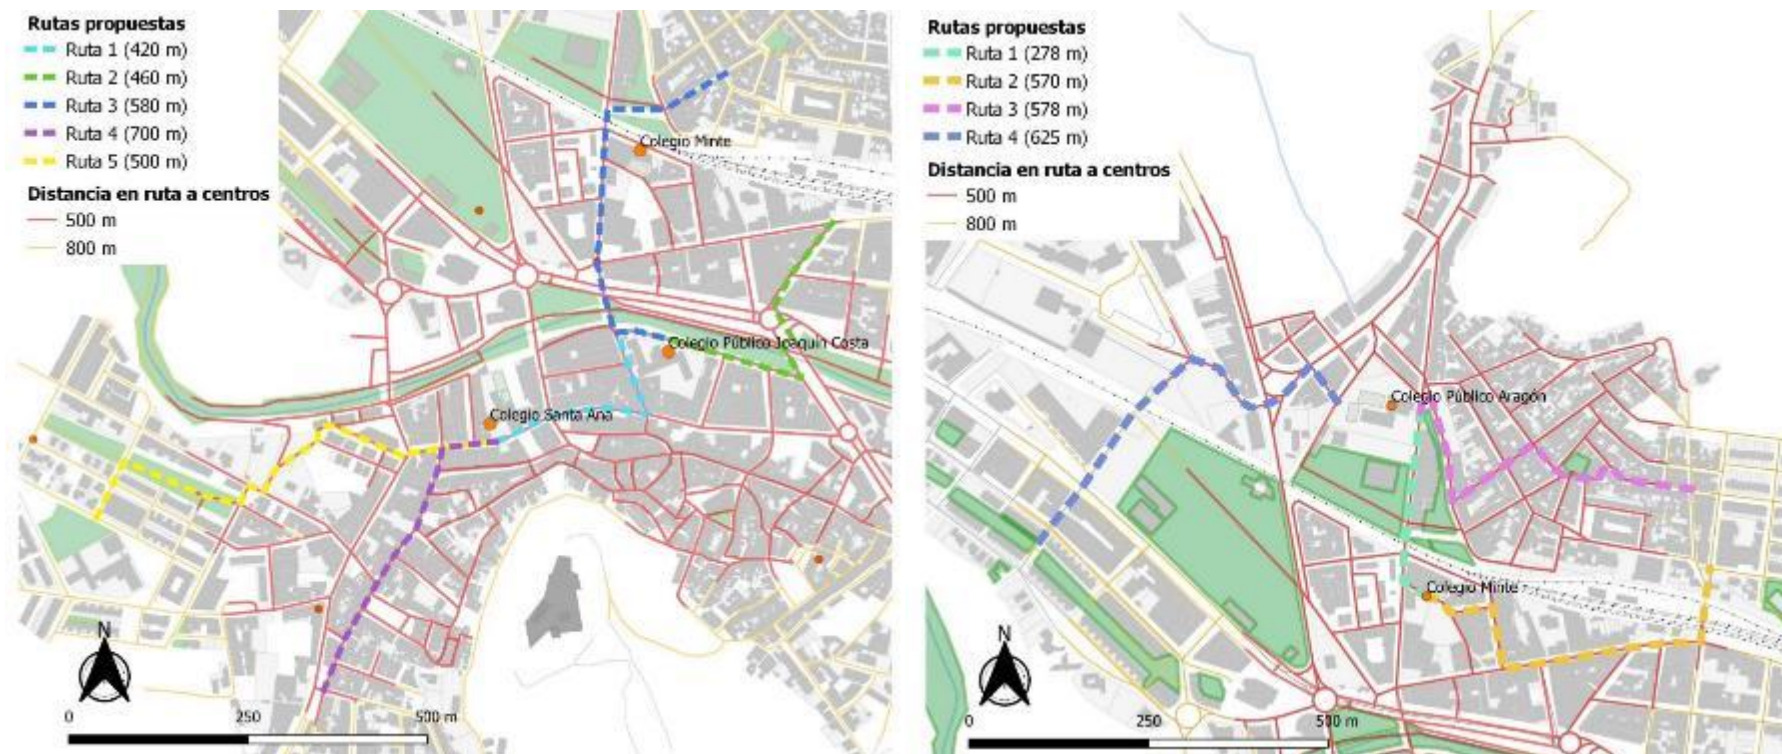 Rutas propuestas
Ruta 1 (420 m)
Ruta 2 (460 m)
Ruta 3 (580 m)
Ruta 4 (700 m)
Ruta 5 (500 m)
Distancia en ruta a centros
500 m
800 m
Colegio Minte
Colegio Público Joaquín Costa
Colegio Santa Ana
N
0
250
500 m
Rutas propuestas
Ruta 1 (278 m)
Ruta 2 (570 m)
Ruta 3 (578 m)
Ruta 4 (625 m)
Distancia en ruta a centros
500 m
800 m
Colegio Público Aragón
Colegio Minte
N
0
250
500 m